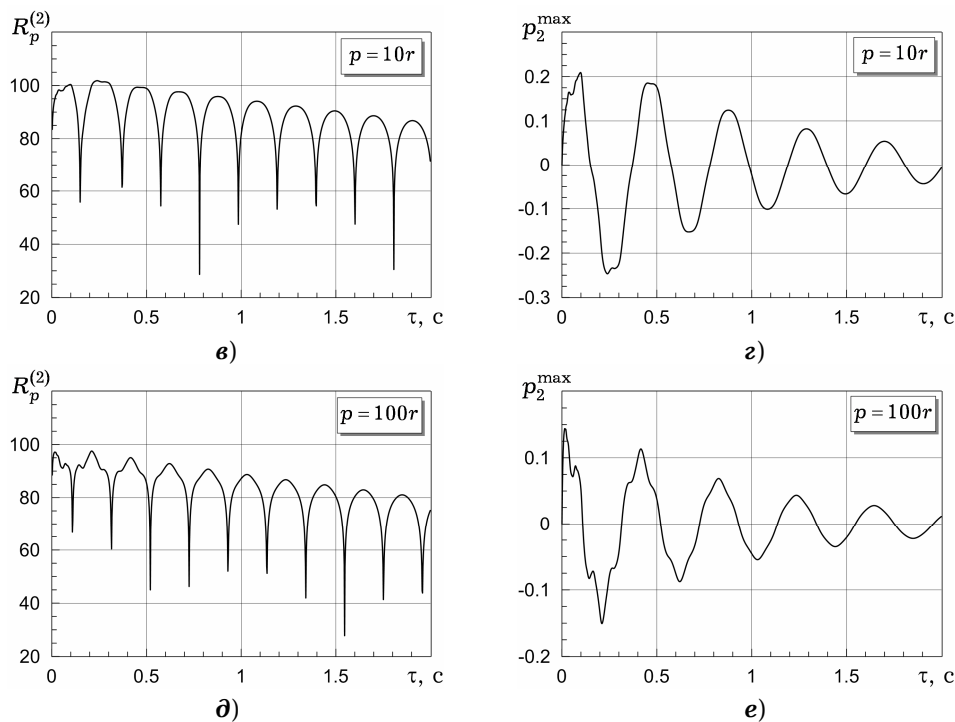 R_p^(2)
p = 10r
100
80
60
40
20
0 0.5 1 1.5 τ, с
в)
p_2^max
p = 10r
0.2
0.1
0
-0.1
-0.2
-0.3
0 0.5 1 1.5 τ, с
г)
R_p^(2)
p = 100r
100
80
60
40
20
0 0.5 1 1.5 τ, с
д)
p_2^max
p = 100r
0.1
0
-0.1
-0.2
0 0.5 1 1.5 τ, с
е)